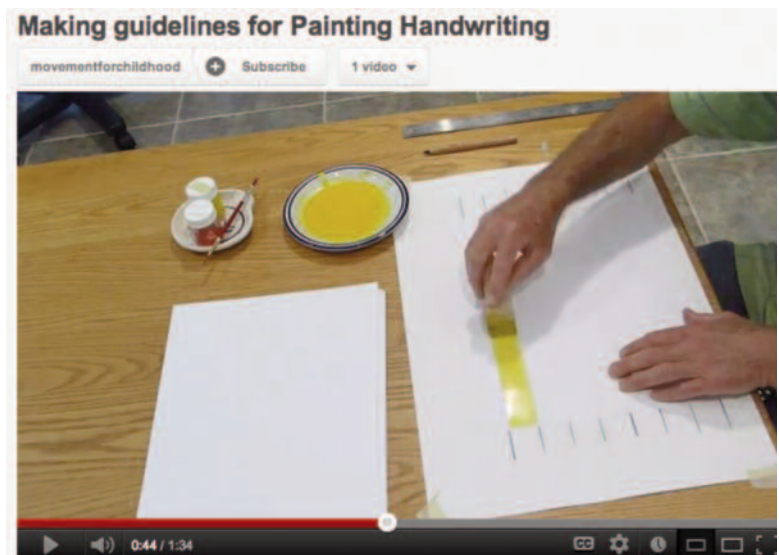 Making guidelines for Painting Handwriting
movementforchildhood Subscribe 1 video
0:44 / 1:34 CC